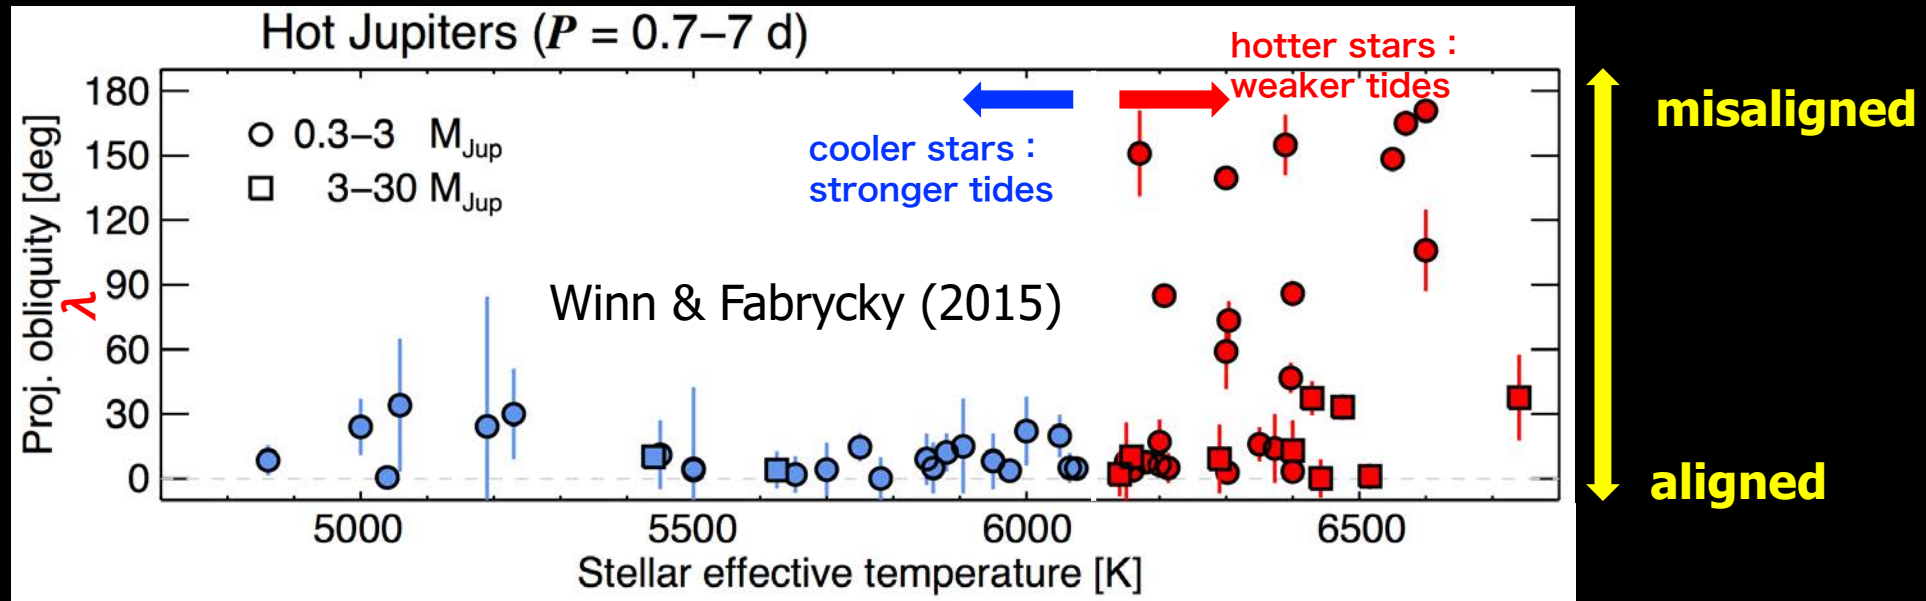 Hot Jupiters (P = 0.7–7 d)
hotter stars：
weaker tides
cooler stars：
stronger tides
0.3–3 M_Jup
3–30 M_Jup
Winn & Fabrycky (2015)
Proj. obliquity [deg]
λ
180
150
120
90
60
30
0
5000 5500 6000 6500
Stellar effective temperature [K]
misaligned
aligned